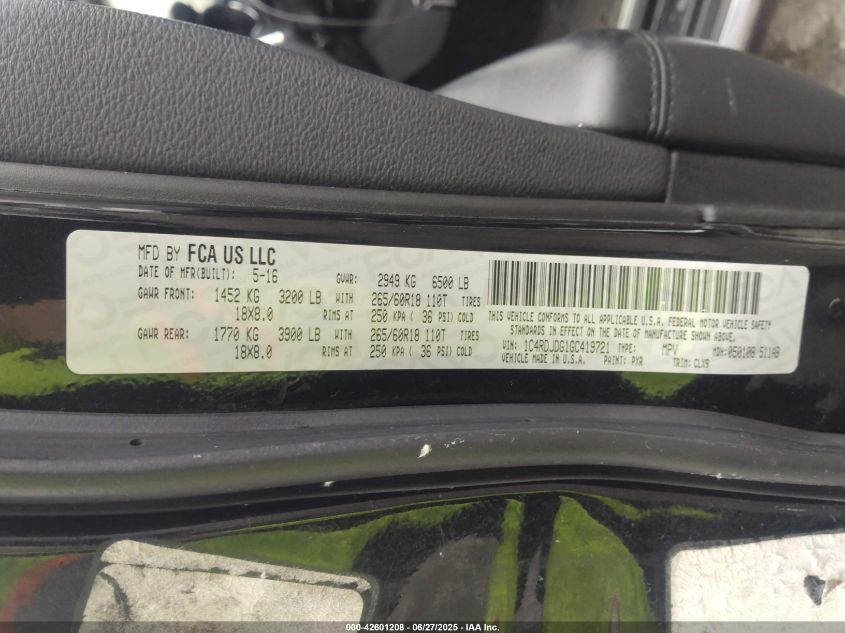 MFD BY FCA US LLC
DATE OF MFR(BUILT): 5-16 GVWR: 2949 KG 6500 LB
GAWR FRONT: 1452 KG 3200 LB WITH 265/60R18 110T TIRES
18X8.0 RIMS AT 250 KPA ( 36 PSI) COLD
GAWR REAR: 1770 KG 3900 LB WITH 265/60R18 110T TIRES
18X8.0 RIMS AT 250 KPA ( 36 PSI) COLD
THIS VEHICLE CONFORMS TO ALL APPLICABLE U.S.A. FEDERAL MOTOR VEHICLE SAFETY
STANDARDS IN EFFECT ON THE DATE OF MANUFACTURE SHOWN ABOVE.
VIN: 1C4RDJDG1GC419721 TYPE: MPV MDH: 050108 511AB
VEHICLE MADE IN U.S.A. PAINT: PXR TRIM: CLX9
000-42601208 - 06/27/2025 - IAA Inc.